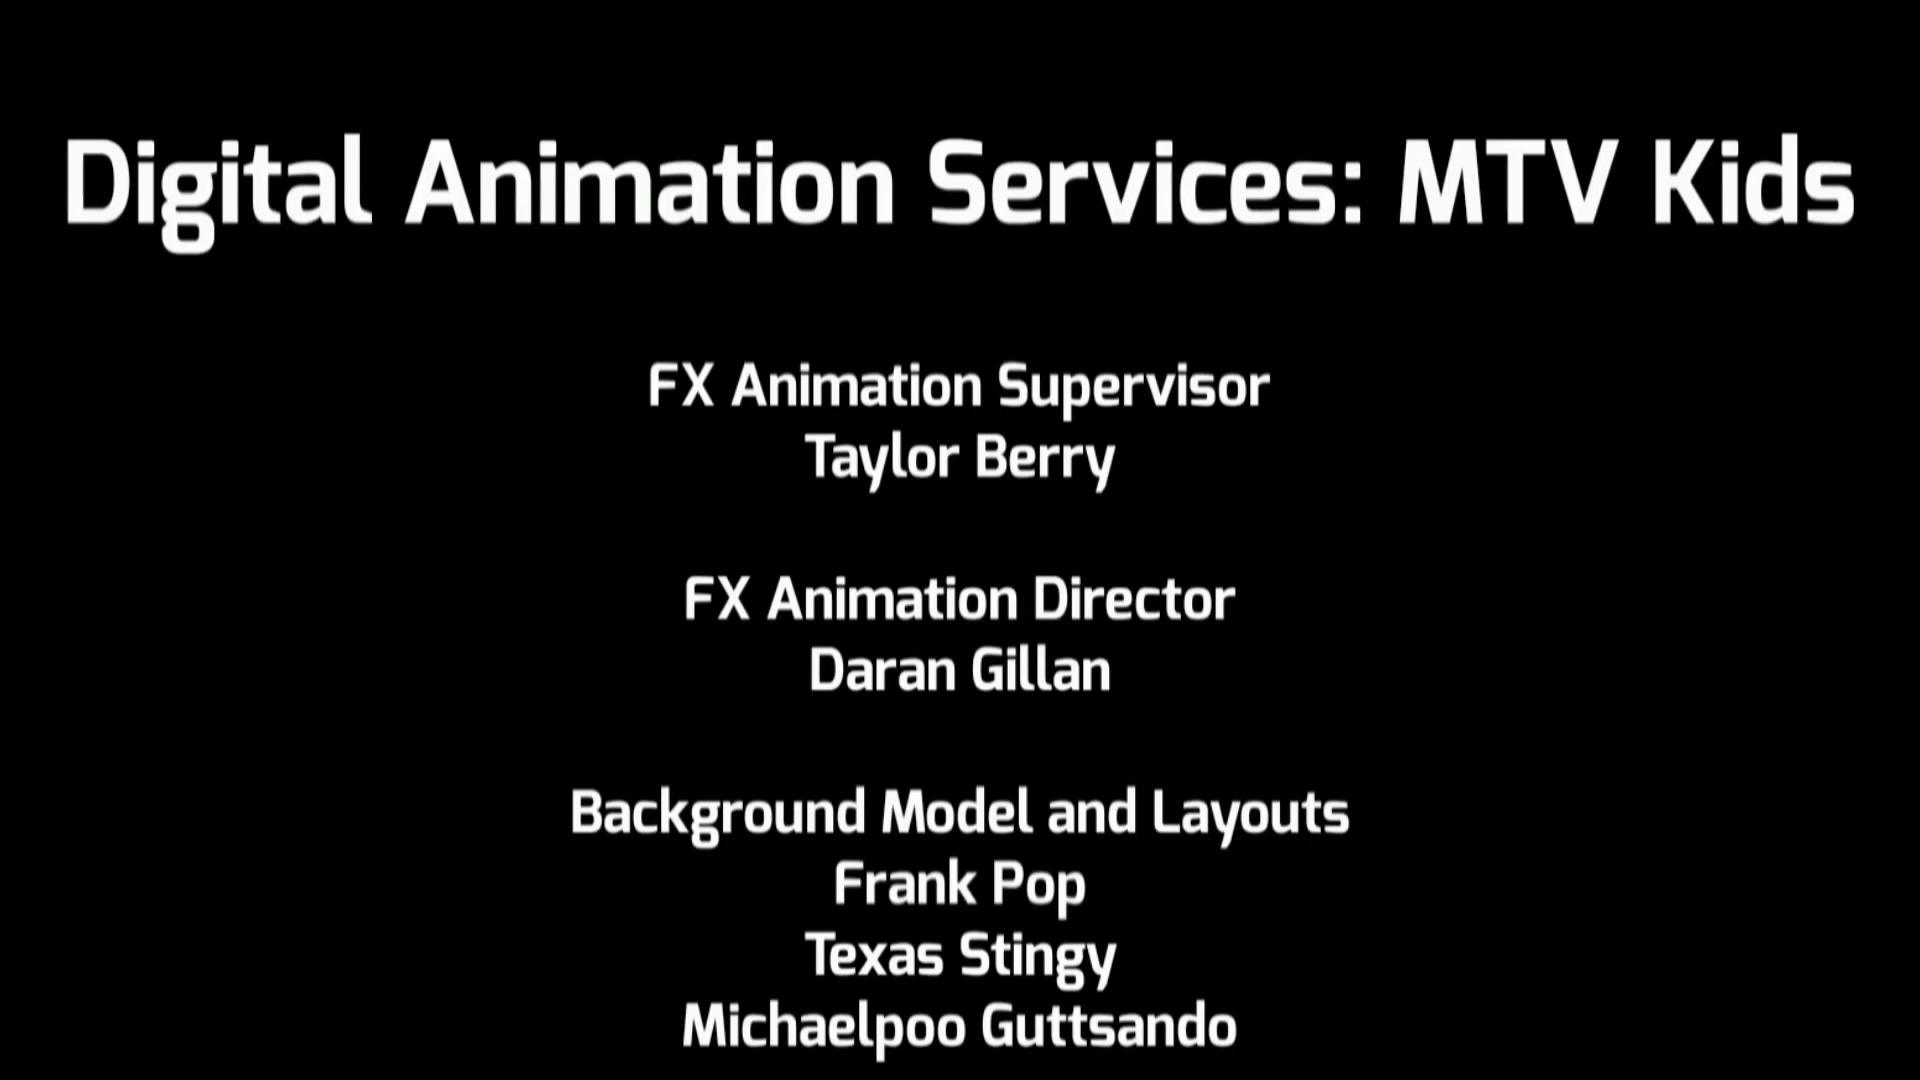 Digital Animation Services: MTV Kids
FX Animation Supervisor
Taylor Berry
FX Animation Director
Daran Gillan
Background Model and Layouts
Frank Pop
Texas Stingy
Michaelpoo Guttsando